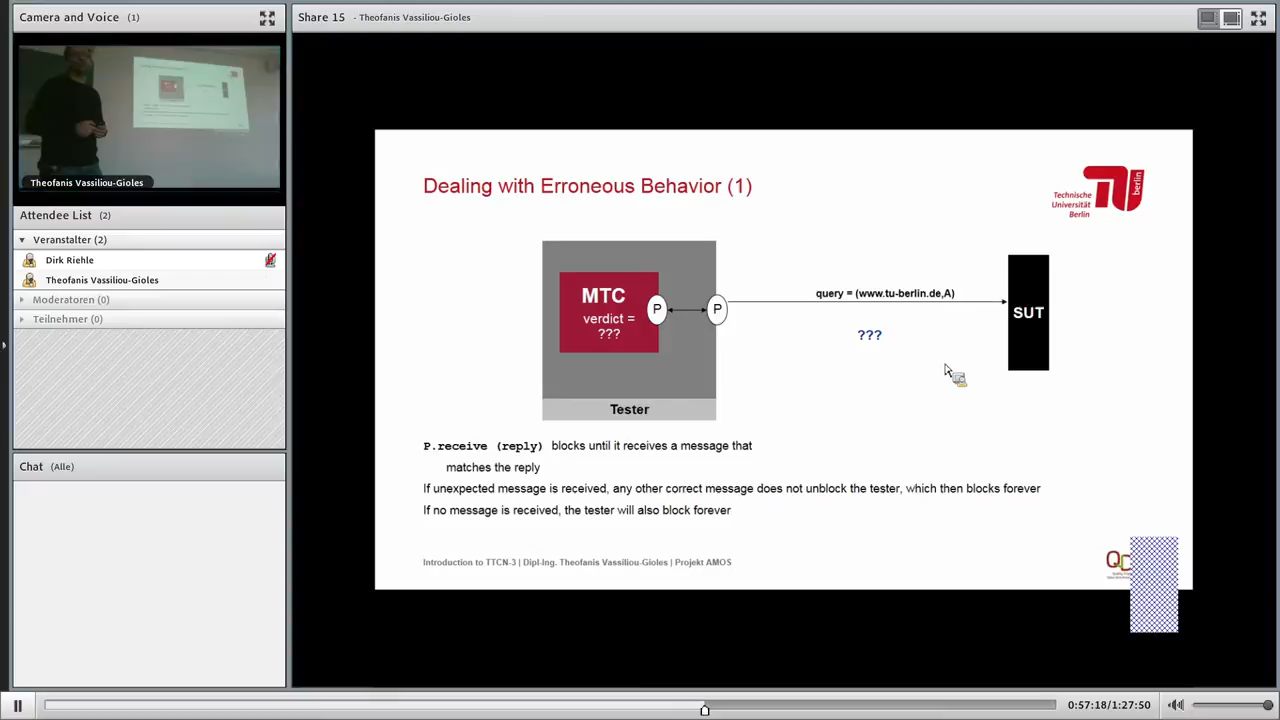 Camera and Voice (1)
Share 15 - Theofanis Vassiliou-Gioles
Theofanis Vassiliou-Gioles
Attendee List (2)
Veranstalter (2)
Dirk Riehle
Theofanis Vassiliou-Gioles
Moderatoren (0)
Teilnehmer (0)
Chat (Alle)
Dealing with Erroneous Behavior (1)
Technische
Universität
Berlin
berlin
MTC
verdict =
???
P
P
Tester
query = (www.tu-berlin.de,A)
???
SUT
P.receive (reply) blocks until it receives a message that
matches the reply
If unexpected message is received, any other correct message does not unblock the tester, which then blocks forever
If no message is received, the tester will also block forever
Introduction to TTCN-3 | Dipl-Ing. Theofanis Vassiliou-Gioles | Projekt AMOS
0:57:18/1:27:50